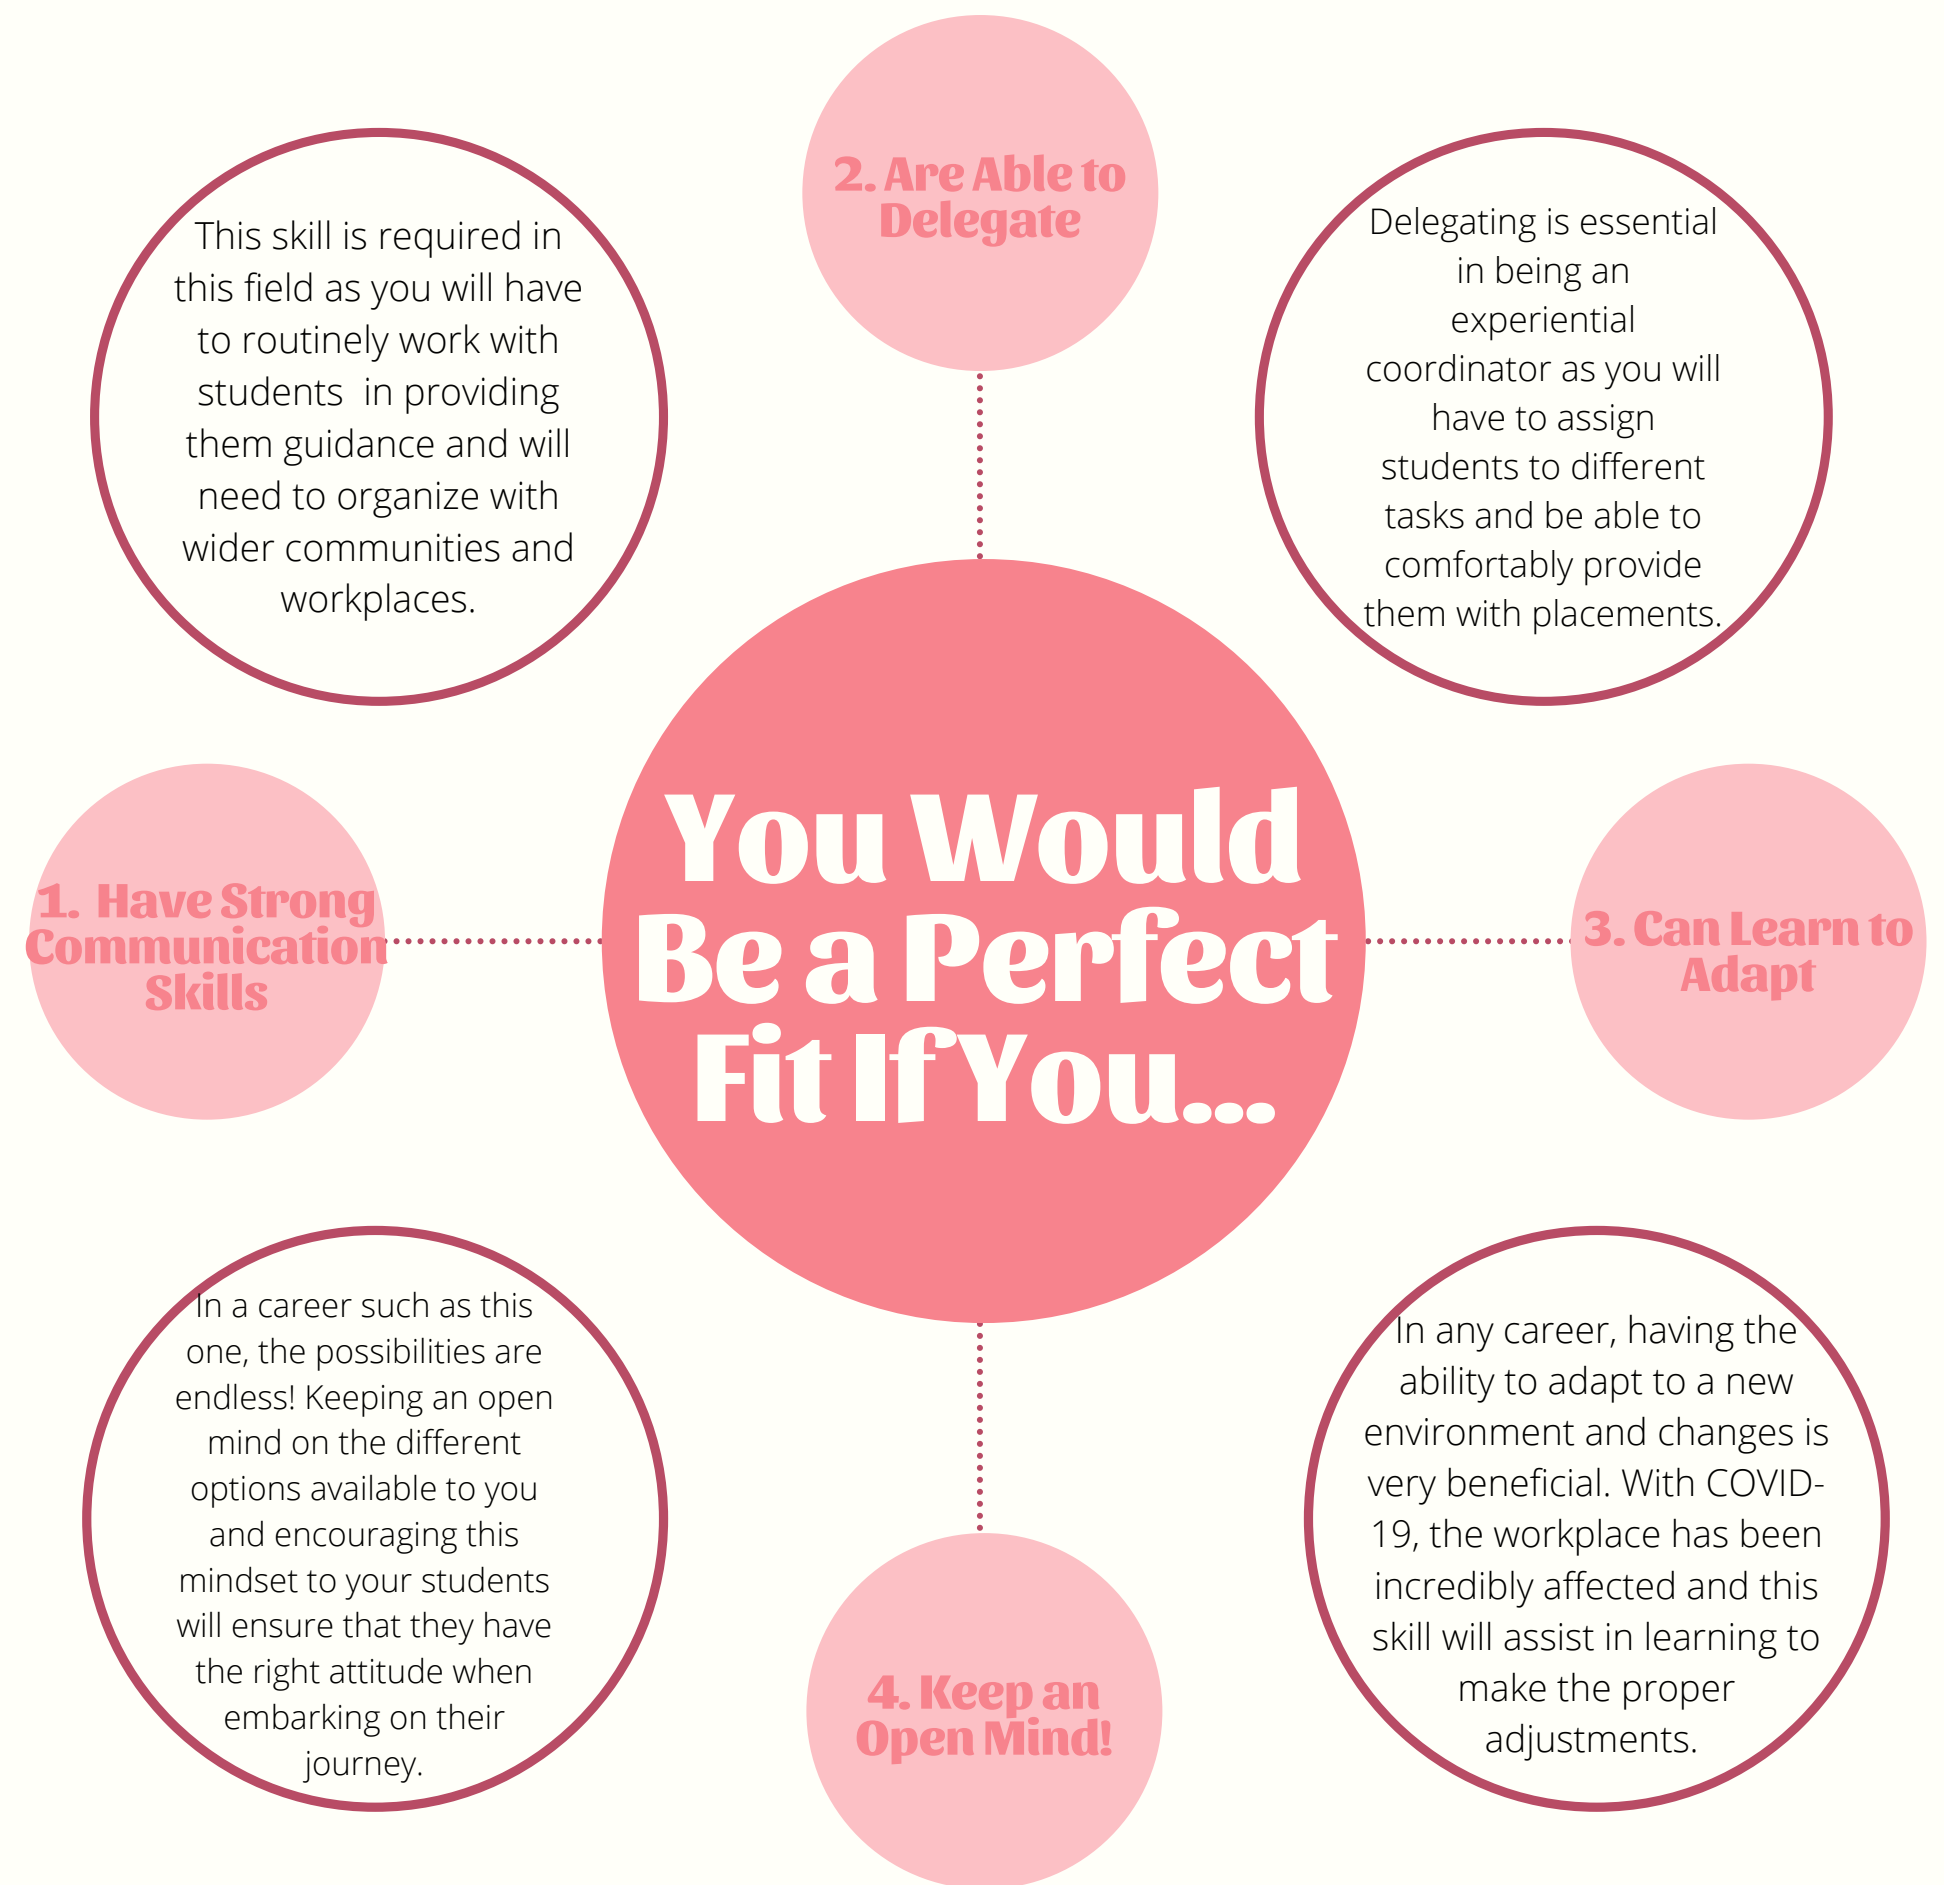 You Would
Be a Perfect
Fit If You...
1. Have Strong
Communication
Skills
This skill is required in
this field as you will have
to routinely work with
students in providing
them guidance and will
need to organize with
wider communities and
workplaces.
2. Are Able to
Delegate
Delegating is essential
in being an
experiential
coordinator as you will
have to assign
students to different
tasks and be able to
comfortably provide
them with placements.
3. Can Learn to
Adapt
In any career, having the
ability to adapt to a new
environment and changes is
very beneficial. With COVID-
19, the workplace has been
incredibly affected and this
skill will assist in learning to
make the proper
adjustments.
4. Keep an
Open Mind!
In a career such as this
one, the possibilities are
endless! Keeping an open
mind on the different
options available to you
and encouraging this
mindset to your students
will ensure that they have
the right attitude when
embarking on their
journey.